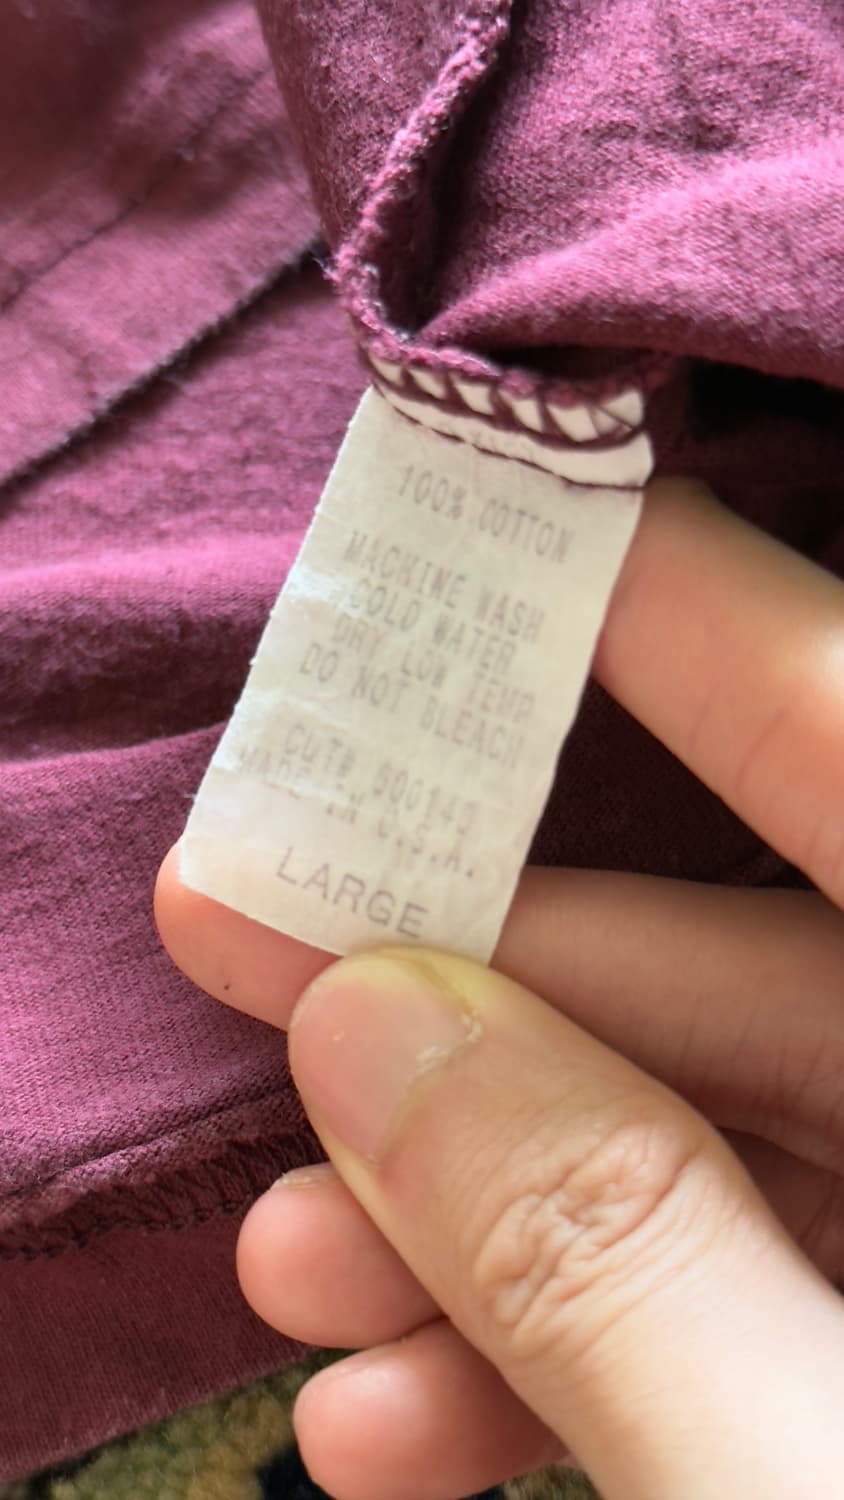 100% COTTON
MACHINE WASH
COLD WATER
DRY LOW TEMP
DO NOT BLEACH
CUT# 600140
MADE IN U.S.A.
LARGE